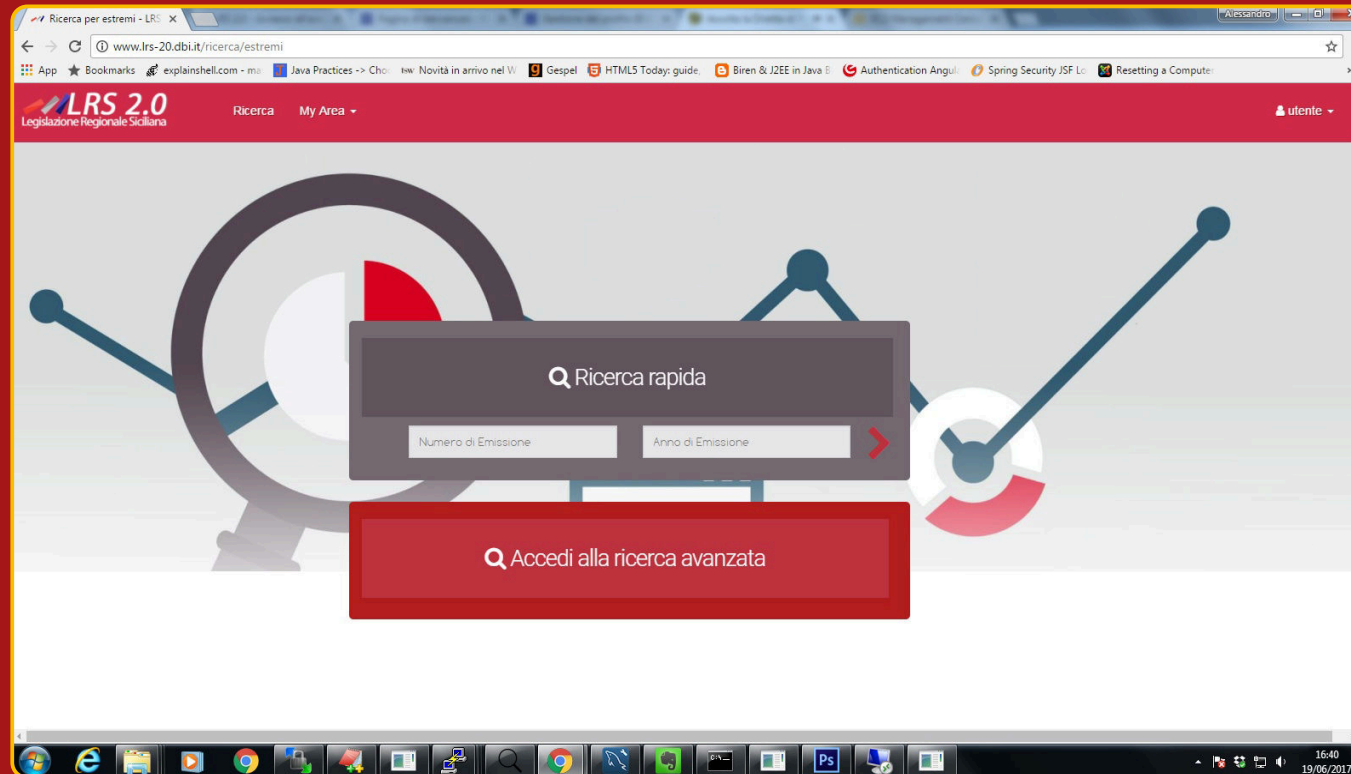 Ricerca per estremi - LRS
Alessandro
www.lrs-20.dbi.it/ricerca/estremi
App Bookmarks explainshell.com - ma Java Practices -> Cho Novità in arrivo nel W Gespel HTML5 Today: guide, Biren & J2EE in Java B Authentication Angul Spring Security JSF Lo Resetting a Computer
LRS 2.0
Legislazione Regionale Siciliana
Ricerca My Area
utente
Ricerca rapida
Numero di Emissione Anno di Emissione
Accedi alla ricerca avanzata
Ps
16:40
19/06/2017